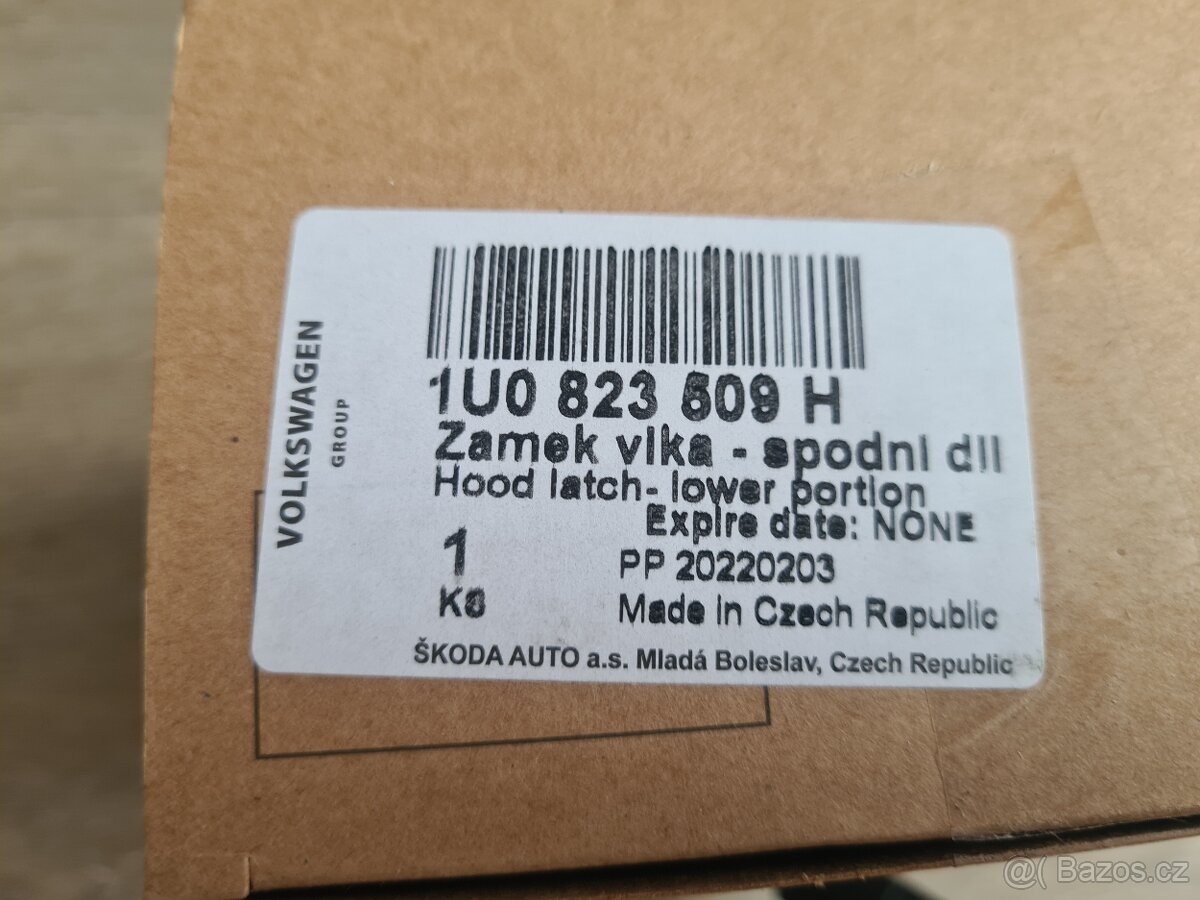 VOLKSWAGEN
GROUP
1U0 823 509 H
Zamek vika - spodni dil
Hood latch- lower portion
Expire date: NONE
1
PP 20220203
KS
Made in Czech Republic
ŠKODA AUTO a.s. Mladá Boleslav, Czech Republic
@( Bazos.cz